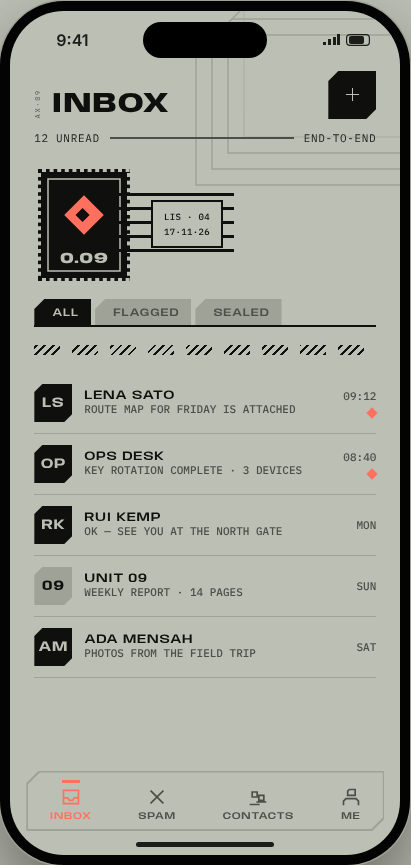 9:41
AX·09
INBOX
12 UNREAD
END-TO-END
0.09
LIS · 04
17·11·26
ALL
FLAGGED
SEALED
LS
LENA SATO
09:12
ROUTE MAP FOR FRIDAY IS ATTACHED
OP
OPS DESK
08:40
KEY ROTATION COMPLETE · 3 DEVICES
RK
RUI KEMP
MON
OK — SEE YOU AT THE NORTH GATE
09
UNIT 09
SUN
WEEKLY REPORT · 14 PAGES
AM
ADA MENSAH
SAT
PHOTOS FROM THE FIELD TRIP
INBOX
SPAM
CONTACTS
ME